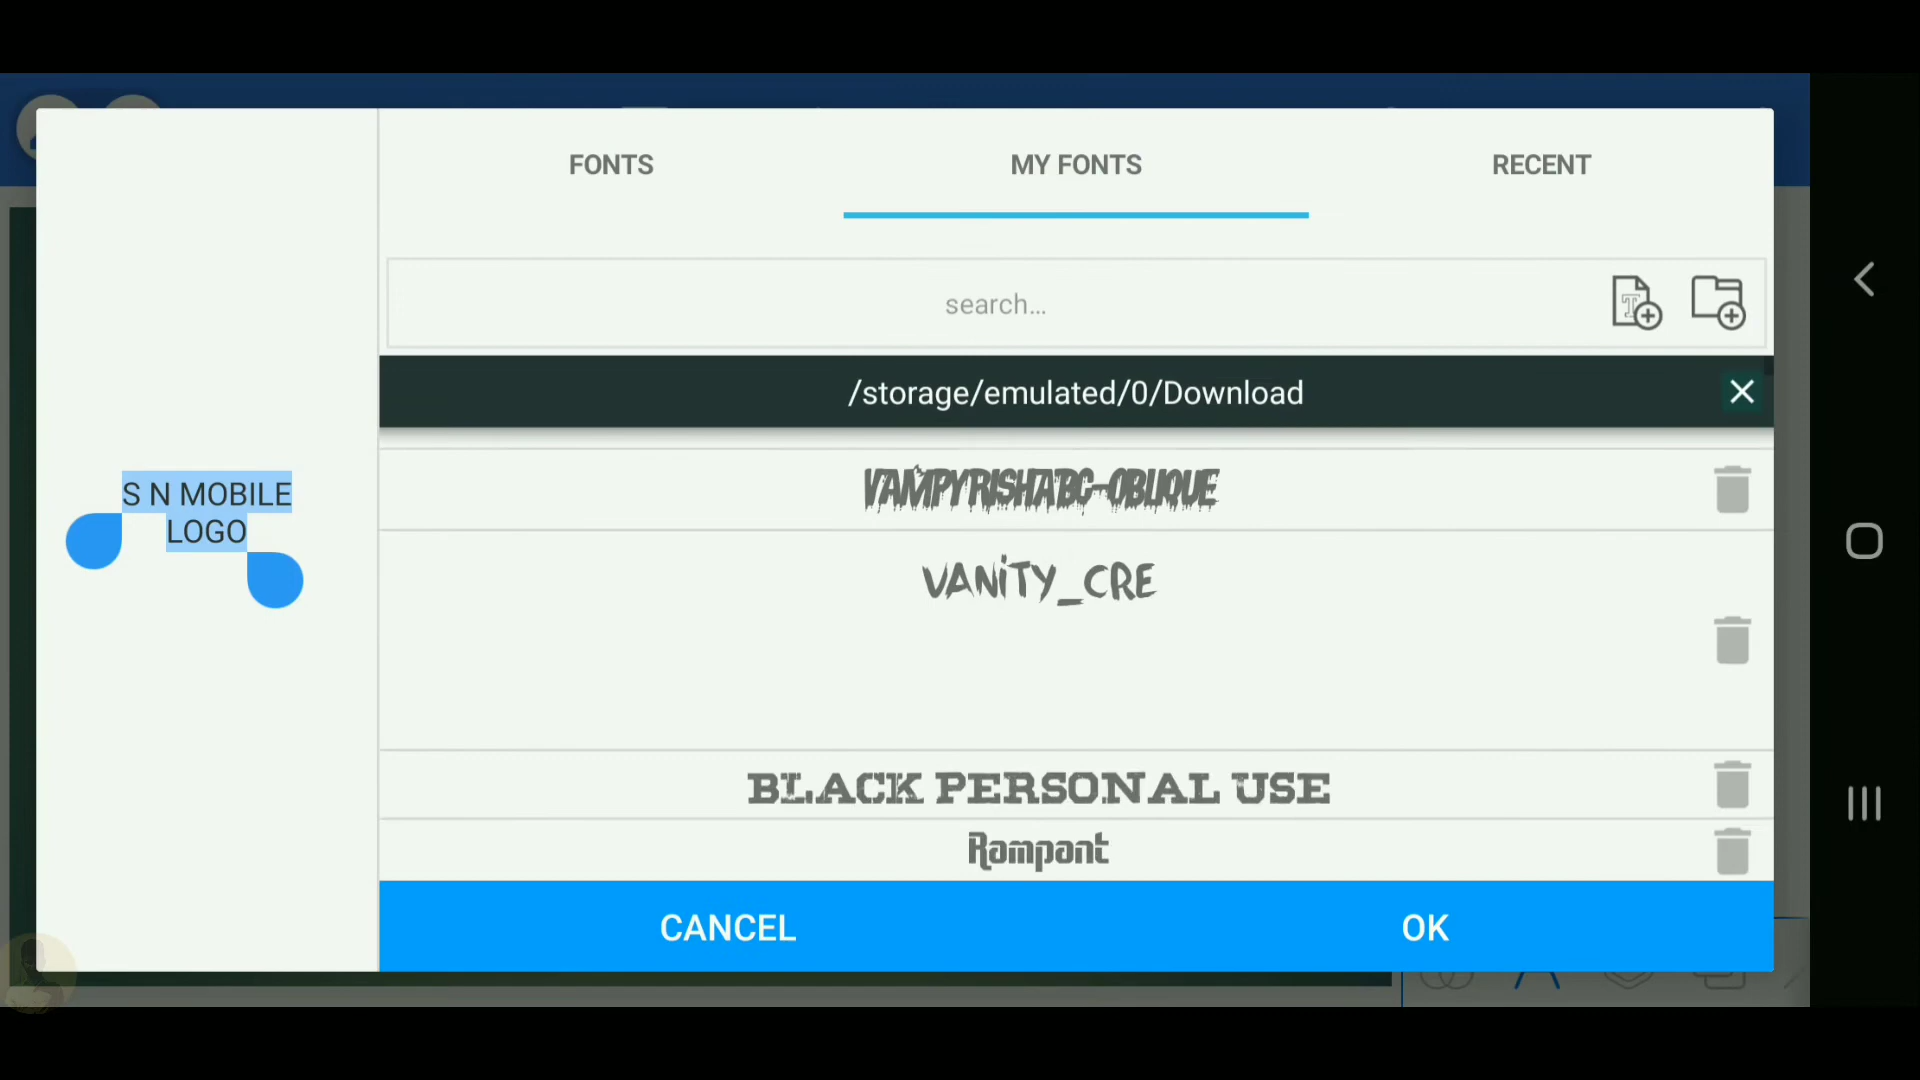 FONTS
MY FONTS
RECENT
search...
/storage/emulated/0/Download
S N MOBILE
LOGO
VAMPYRISHABC-OBLIQUE
VANITY_CRE
BLACK PERSONAL USE
Rampant
CANCEL
OK